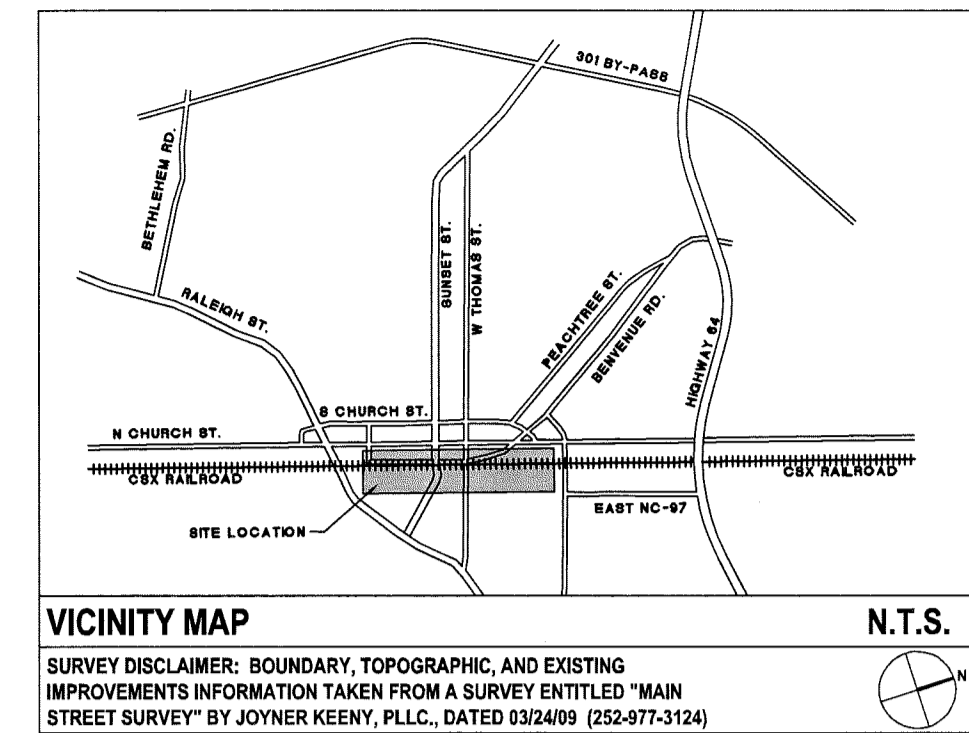 301 BY-PASS
BETHLEHEM RD.
RALEIGH ST.
SUNSET ST.
W THOMAS ST.
PEACHTREE ST.
BENVENUE RD.
HIGHWAY 64
S CHURCH ST.
N CHURCH ST.
CSX RAILROAD
CSX RAILROAD
EAST NC-97
SITE LOCATION
VICINITY MAP
N.T.S.
SURVEY DISCLAIMER: BOUNDARY, TOPOGRAPHIC, AND EXISTING
IMPROVEMENTS INFORMATION TAKEN FROM A SURVEY ENTITLED "MAIN
STREET SURVEY" BY JOYNER KEENY, PLLC., DATED 03/24/09 (252-977-3124)
N